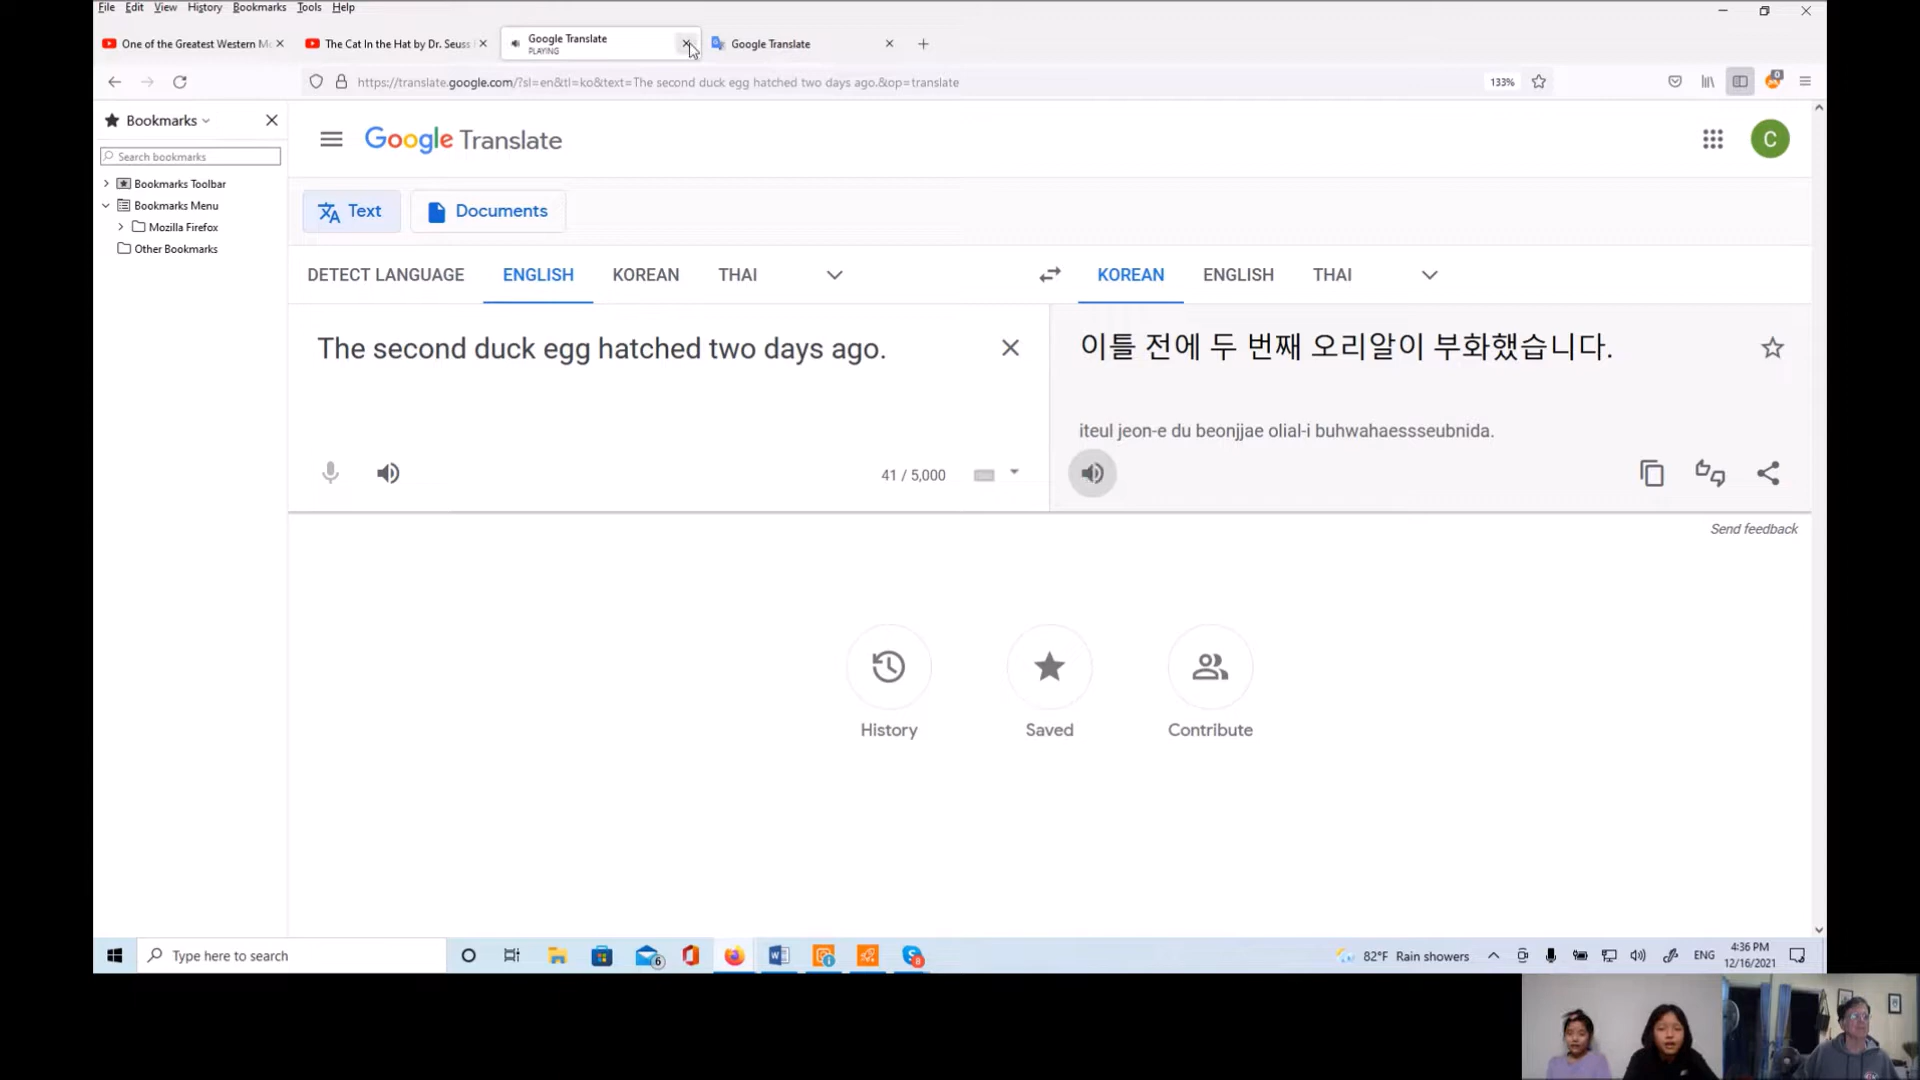 File Edit View History Bookmarks Tools Help
One of the Greatest Western Mo
The Cat In the Hat by Dr. Seuss
Google Translate
PLAYING
Google Translate
https://translate.google.com/?sl=en&tl=ko&text=The second duck egg hatched two days ago.&op=translate
133%
0
Bookmarks
Search bookmarks
Bookmarks Toolbar
Bookmarks Menu
Mozilla Firefox
Other Bookmarks
Google Translate
C
Text
Documents
DETECT LANGUAGE ENGLISH KOREAN THAI
KOREAN ENGLISH THAI
The second duck egg hatched two days ago.
41 / 5,000
이틀 전에 두 번째 오리알이 부화했습니다.
iteul jeon-e du beonjjae olial-i buhwahaessseubnida.
Send feedback
History
Saved
Contribute
Type here to search
6
8
82°F Rain showers
ENG
4:36 PM
12/16/2021